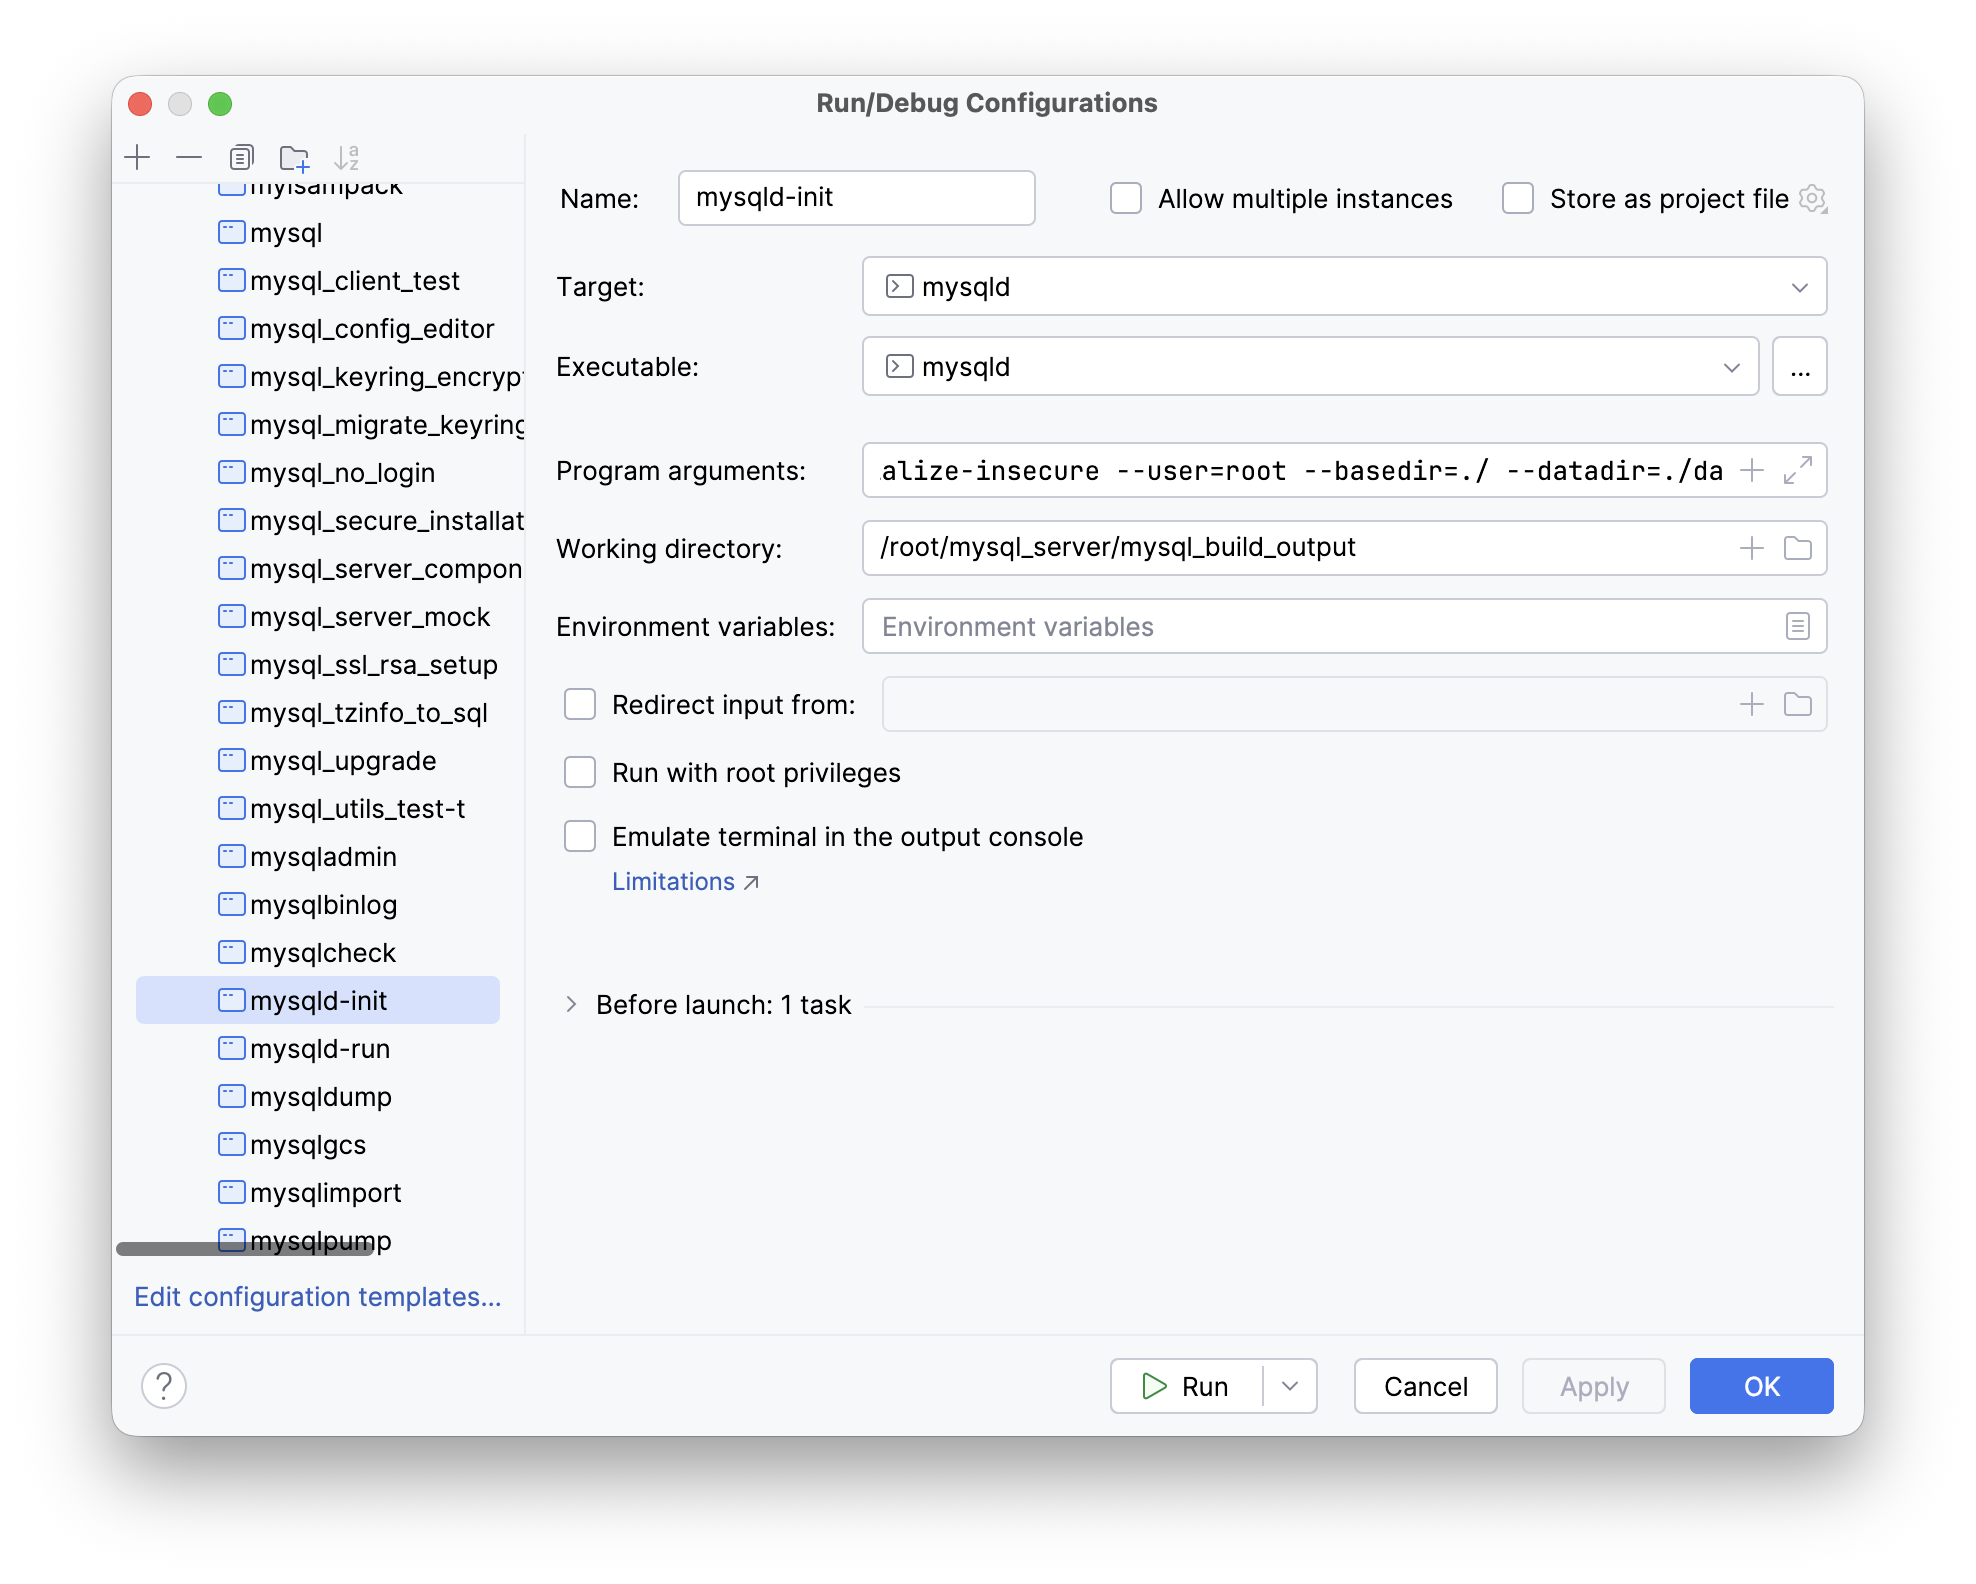 Run/Debug Configurations
myisampack
mysql
mysql_client_test
mysql_config_editor
mysql_keyring_encryp
mysql_migrate_keyring
mysql_no_login
mysql_secure_installat
mysql_server_compon
mysql_server_mock
mysql_ssl_rsa_setup
mysql_tzinfo_to_sql
mysql_upgrade
mysql_utils_test-t
mysqladmin
mysqlbinlog
mysqlcheck
mysqld-init
mysqld-run
mysqldump
mysqlgcs
mysqlimport
mysqlpump
Edit configuration templates...
Name: mysqld-init Allow multiple instances Store as project file
Target: mysqld
Executable: mysqld ...
Program arguments: alize-insecure --user=root --basedir=./ --datadir=./da
Working directory: /root/mysql_server/mysql_build_output
Environment variables: Environment variables
Redirect input from:
Run with root privileges
Emulate terminal in the output console
Limitations ↗
Before launch: 1 task
? Run Cancel Apply OK